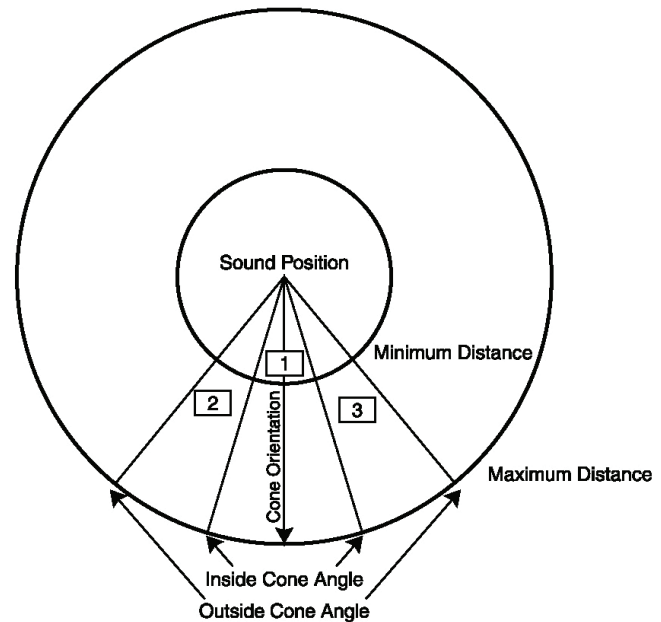 Sound Position
Minimum Distance
1
2
3
Cone Orientation
Maximum Distance
Inside Cone Angle
Outside Cone Angle